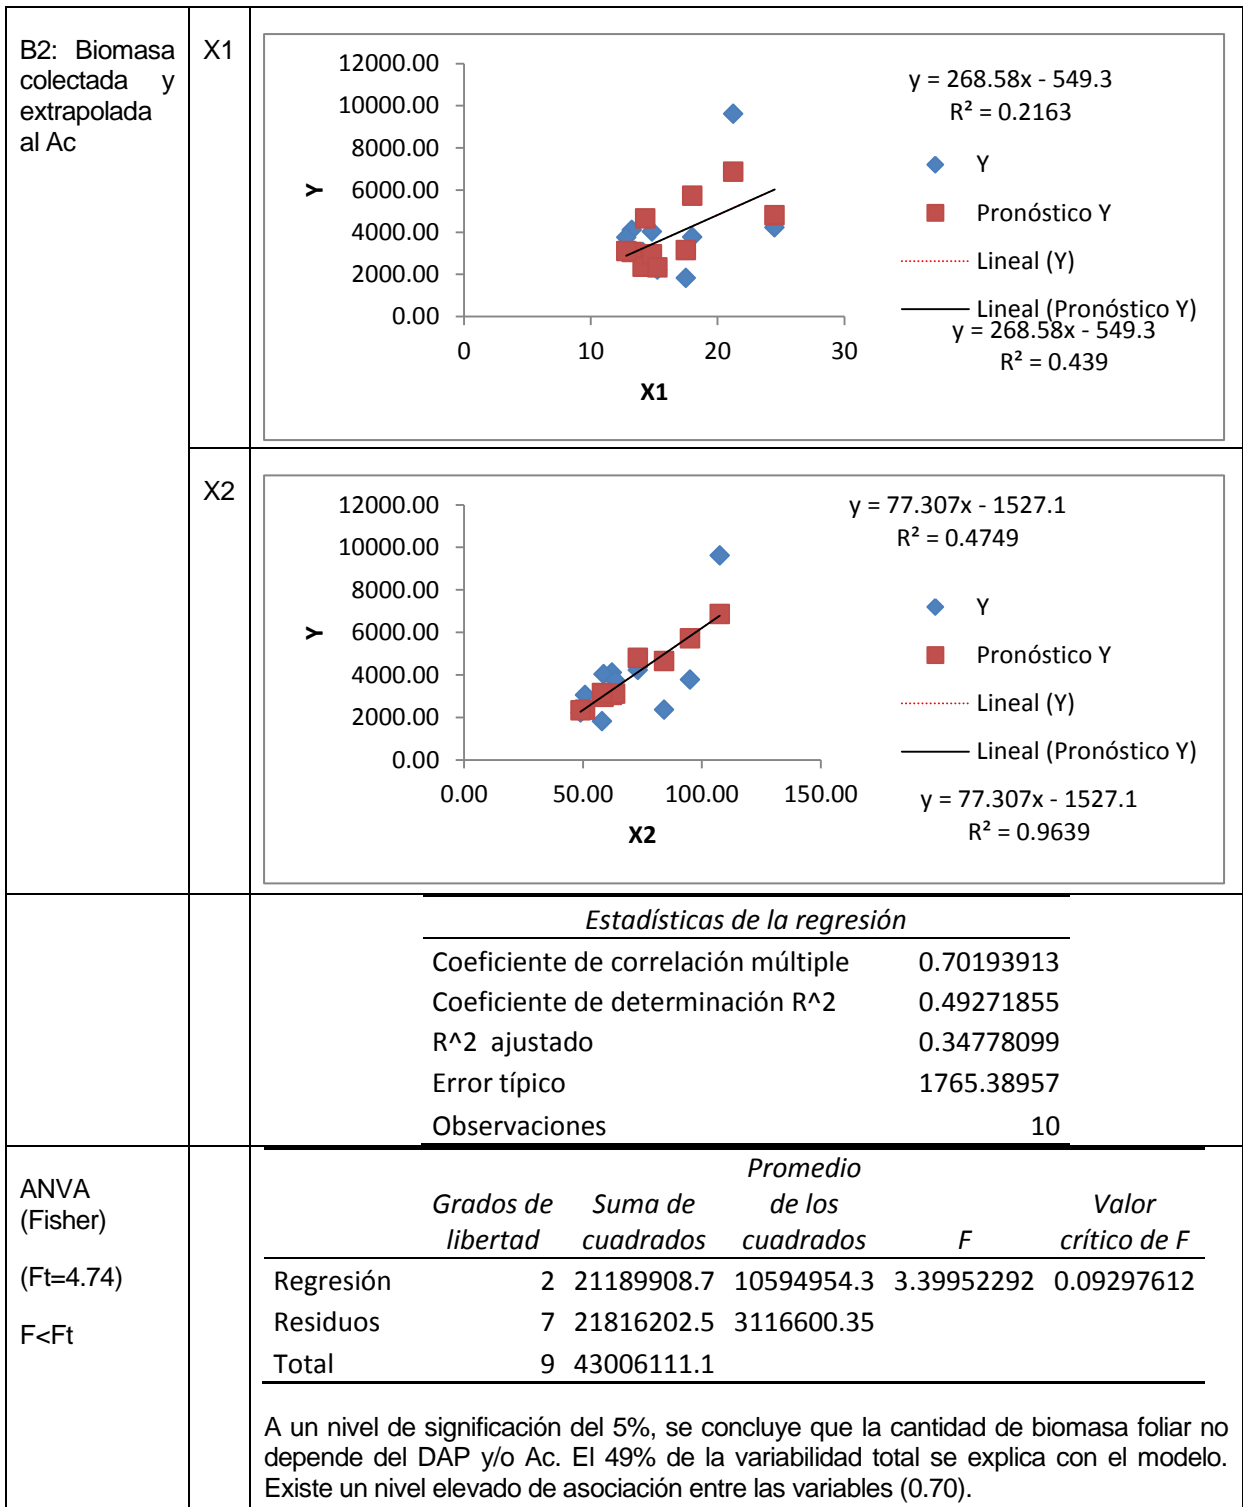 B2: Biomasa
colectada y
extrapolada
al Ac
X1
12000.00
10000.00
8000.00
6000.00
4000.00
2000.00
0.00
Y
0 10 20 30
X1
y = 268.58x - 549.3
R² = 0.2163
Y
Pronóstico Y
Lineal (Y)
Lineal (Pronóstico Y)
y = 268.58x - 549.3
R² = 0.439
X2
12000.00
10000.00
8000.00
6000.00
4000.00
2000.00
0.00
Y
0.00 50.00 100.00 150.00
X2
y = 77.307x - 1527.1
R² = 0.4749
Y
Pronóstico Y
Lineal (Y)
Lineal (Pronóstico Y)
y = 77.307x - 1527.1
R² = 0.9639
Estadísticas de la regresión
Coeficiente de correlación múltiple 0.70193913
Coeficiente de determinación R^2 0.49271855
R^2 ajustado 0.34778099
Error típico 1765.38957
Observaciones 10
ANVA
(Fisher)
(Ft=4.74)
F<Ft
Promedio
Grados de Suma de de los Valor
libertad cuadrados cuadrados F crítico de F
Regresión 2 21189908.7 10594954.3 3.39952292 0.09297612
Residuos 7 21816202.5 3116600.35
Total 9 43006111.1
A un nivel de significación del 5%, se concluye que la cantidad de biomasa foliar no
depende del DAP y/o Ac. El 49% de la variabilidad total se explica con el modelo.
Existe un nivel elevado de asociación entre las variables (0.70).